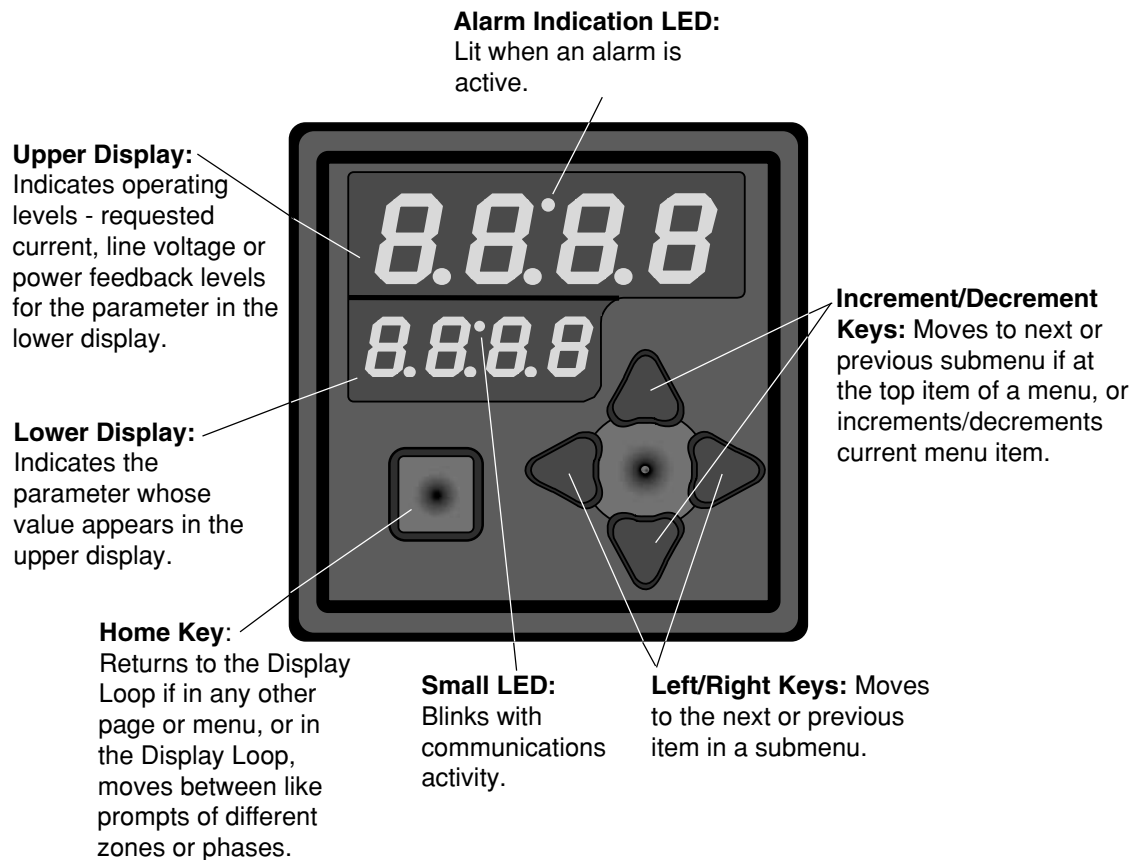 Alarm Indication LED:
Lit when an alarm is
active.
Upper Display:
Indicates operating
levels - requested
current, line voltage or
power feedback levels
for the parameter in the
lower display.
8.8.8.8
8.8.8.8
Increment/Decrement
Keys: Moves to next or
previous submenu if at
the top item of a menu, or
increments/decrements
current menu item.
Lower Display:
Indicates the
parameter whose
value appears in the
upper display.
Home Key:
Returns to the Display
Loop if in any other
page or menu, or in
the Display Loop,
moves between like
prompts of different
zones or phases.
Small LED:
Blinks with
communications
activity.
Left/Right Keys: Moves
to the next or previous
item in a submenu.